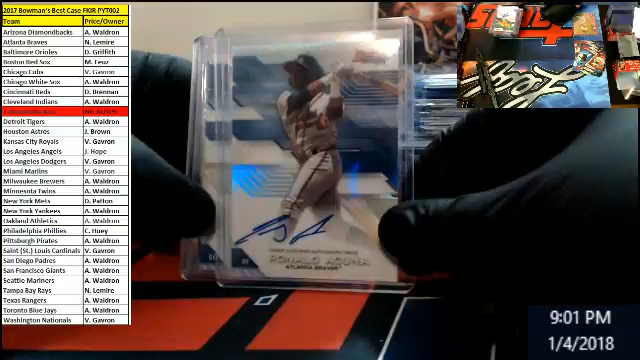 2017 Bowman's Best Case FKIR PYT002
Team Price/Owner
Arizona Diamondbacks A. Waldron
Atlanta Braves N. Lemire
Baltimore Orioles D. Griffith
Boston Red Sox M. Feuz
Chicago Cubs V. Gavron
Chicago White Sox A. Waldron
Cincinnati Reds D. Brennan
Cleveland Indians A. Waldron
NO AUTOS
Detroit Tigers A. Waldron
Houston Astros J. Brown
Kansas City Royals V. Gavron
Los Angeles Angels J. Hope
Los Angeles Dodgers V. Gavron
Miami Marlins V. Gavron
Milwaukee Brewers A. Waldron
Minnesota Twins A. Waldron
New York Mets D. Patton
New York Yankees A. Waldron
Oakland Athletics A. Waldron
Philadelphia Phillies C. Huey
Pittsburgh Pirates A. Waldron
Saint (St.) Louis Cardinals V. Gavron
San Diego Padres A. Waldron
San Francisco Giants A. Waldron
Seattle Mariners A. Waldron
Tampa Bay Rays N. Lemire
Texas Rangers A. Waldron
Toronto Blue Jays A. Waldron
Washington Nationals V. Gavron
RONALD ACUÑA
ATLANTA BRAVES
9:01 PM
1/4/2018